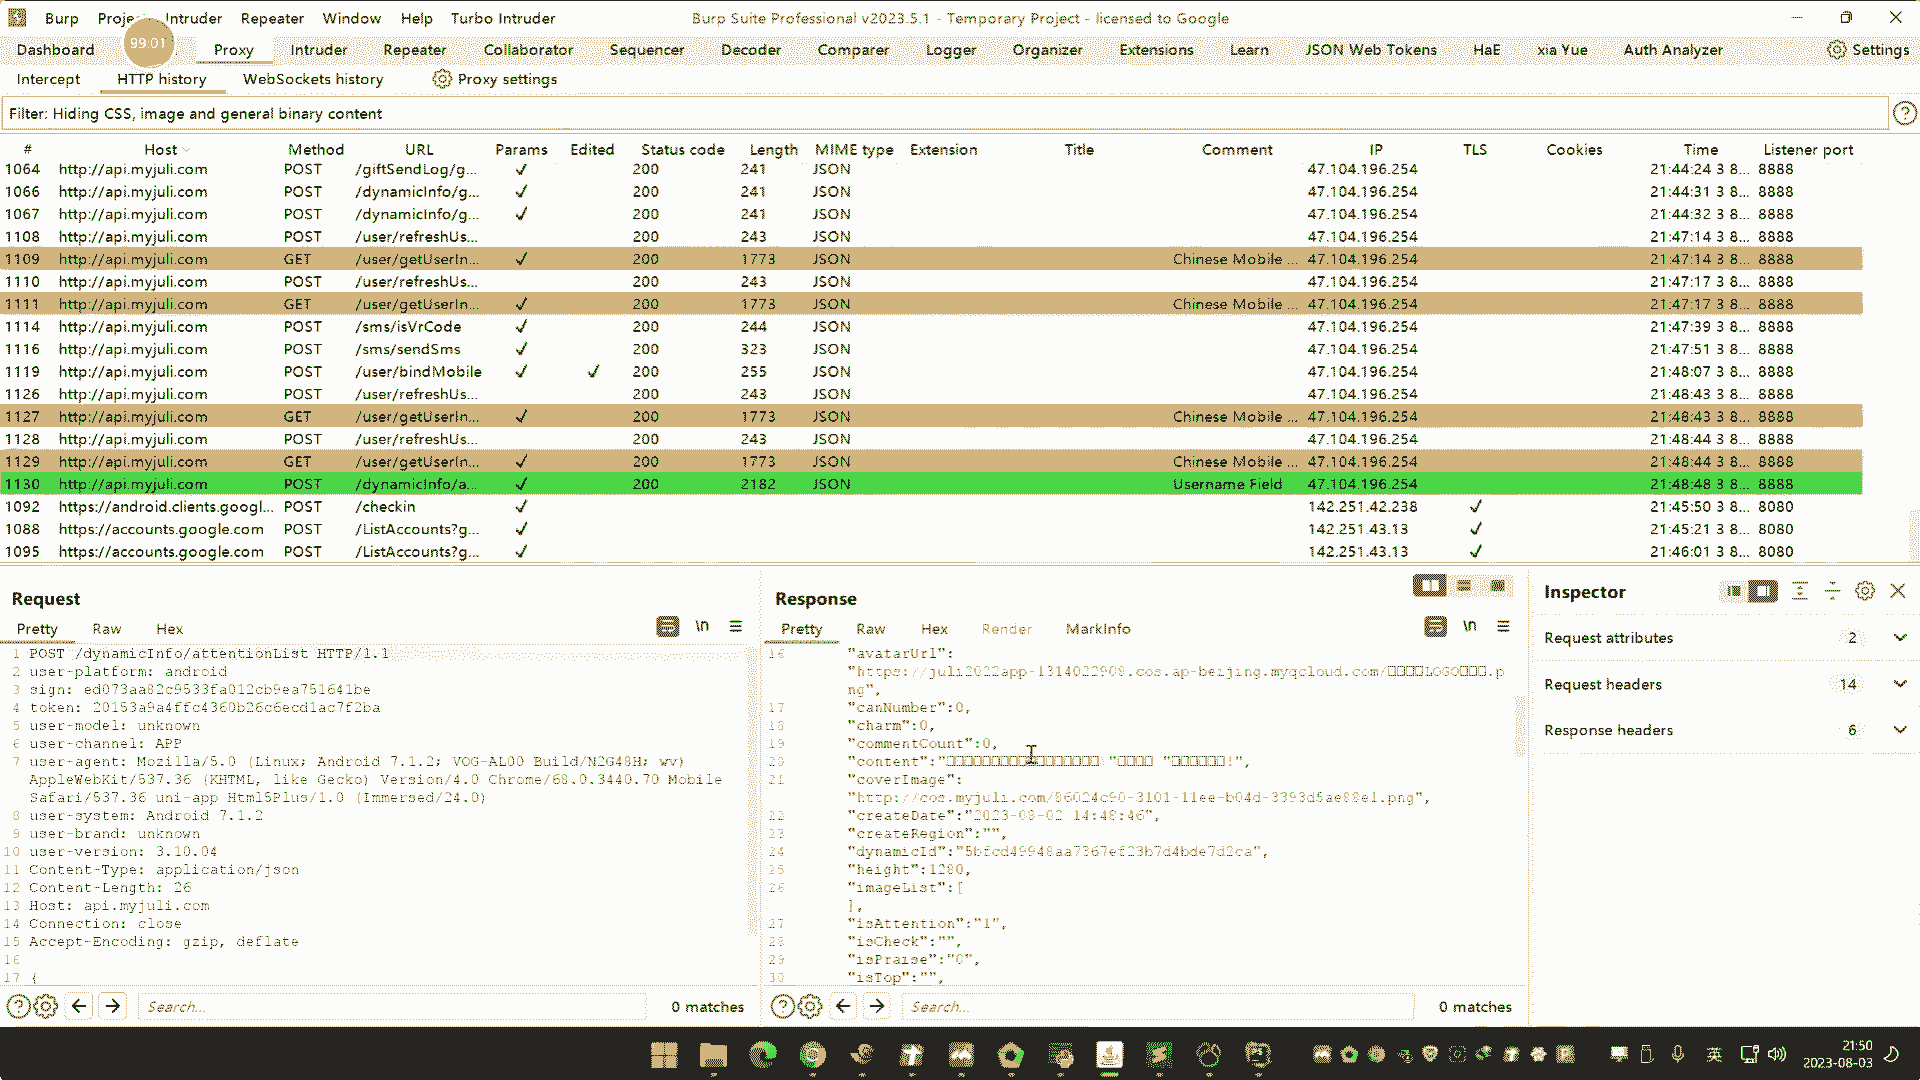 Burp Project Intruder Repeater Window Help Turbo Intruder Burp Suite Professional v2023.5.1 - Temporary Project - licensed to Google
Dashboard 99:01 Proxy Intruder Repeater Collaborator Sequencer Decoder Comparer Logger Organizer Extensions Learn JSON Web Tokens HaE xia Yue Auth Analyzer Settings
Intercept HTTP history WebSockets history Proxy settings
Filter: Hiding CSS, image and general binary content
# Host Method URL Params Edited Status code Length MIME type Extension Title Comment IP TLS Cookies Time Listener port
1064 http://api.myjuli.com POST /giftSendLog/g... ✓ 200 241 JSON 47.104.196.254 21:44:24 3 8... 8888
1066 http://api.myjuli.com POST /dynamicInfo/g... ✓ 200 241 JSON 47.104.196.254 21:44:31 3 8... 8888
1067 http://api.myjuli.com POST /dynamicInfo/g... ✓ 200 241 JSON 47.104.196.254 21:44:32 3 8... 8888
1108 http://api.myjuli.com POST /user/refreshUs... 200 243 JSON 47.104.196.254 21:47:14 3 8... 8888
1109 http://api.myjuli.com GET /user/getUserIn... ✓ 200 1773 JSON Chinese Mobile ... 47.104.196.254 21:47:14 3 8... 8888
1110 http://api.myjuli.com POST /user/refreshUs... 200 243 JSON 47.104.196.254 21:47:17 3 8... 8888
1111 http://api.myjuli.com GET /user/getUserIn... ✓ 200 1773 JSON Chinese Mobile ... 47.104.196.254 21:47:17 3 8... 8888
1114 http://api.myjuli.com POST /sms/isVrCode ✓ 200 244 JSON 47.104.196.254 21:47:39 3 8... 8888
1116 http://api.myjuli.com POST /sms/sendSms ✓ 200 323 JSON 47.104.196.254 21:47:51 3 8... 8888
1119 http://api.myjuli.com POST /user/bindMobile ✓ ✓ 200 255 JSON 47.104.196.254 21:48:07 3 8... 8888
1126 http://api.myjuli.com POST /user/refreshUs... 200 243 JSON 47.104.196.254 21:48:43 3 8... 8888
1127 http://api.myjuli.com GET /user/getUserIn... ✓ 200 1773 JSON Chinese Mobile ... 47.104.196.254 21:48:43 3 8... 8888
1128 http://api.myjuli.com POST /user/refreshUs... 200 243 JSON 47.104.196.254 21:48:44 3 8... 8888
1129 http://api.myjuli.com GET /user/getUserIn... ✓ 200 1773 JSON Chinese Mobile ... 47.104.196.254 21:48:44 3 8... 8888
1130 http://api.myjuli.com POST /dynamicInfo/a... ✓ 200 2182 JSON Username Field 47.104.196.254 21:48:48 3 8... 8888
1092 https://android.clients.googl... POST /checkin ✓ 142.251.42.238 ✓ 21:45:50 3 8... 8080
1088 https://accounts.google.com POST /ListAccounts?g... ✓ 142.251.43.13 ✓ 21:45:21 3 8... 8080
1095 https://accounts.google.com POST /ListAccounts?g... ✓ 142.251.43.13 ✓ 21:46:01 3 8... 8080
Request
Pretty Raw Hex \n
1 POST /dynamicInfo/attentionList HTTP/1.1
2 user-platform: android
3 sign: ed073aa82c9533fa012cb9ea751641be
4 token: 20153a9a4ffc4360b26c6ecd1ac7f2ba
5 user-model: unknown
6 user-channel: APP
7 user-agent: Mozilla/5.0 (Linux; Android 7.1.2; VOG-AL00 Build/N2G48H; wv)
AppleWebKit/537.36 (KHTML, like Gecko) Version/4.0 Chrome/68.0.3440.70 Mobile
Safari/537.36 uni-app Html5Plus/1.0 (Immersed/24.0)
8 user-system: Android 7.1.2
9 user-brand: unknown
10 user-version: 3.10.04
11 Content-Type: application/json
12 Content-Length: 26
13 Host: api.myjuli.com
14 Connection: close
15 Accept-Encoding: gzip, deflate
16
17 {
Search... 0 matches
Response
Pretty Raw Hex Render MarkInfo \n
16 "avatarUrl":
"https://juli2022app-1314022909.cos.ap-beijing.myqcloud.com/□□□□LOGO□□□.p
ng",
17 "canNumber":0,
18 "charm":0,
19 "commentCount":0,
20 "content":"□□□□□□□□□□□□□□□□□ "□□□□ "□□□□□□!",
21 "coverImage":
"http://cos.myjuli.com/86024c90-3101-11ee-b04d-3393d5ae88e1.png",
22 "createDate":"2023-08-02 14:48:46",
23 "createRegion":"",
24 "dynamicId":"5bfcd49948aa7367ef23b7d4bde7d2ca",
25 "height":1280,
26 "imageList":[
],
27 "isAttention":"1",
28 "isCheck":"",
29 "isPraise":"0",
30 "isTop":"",
Search... 0 matches
Inspector
Request attributes 2
Request headers 14
Response headers 6
英 21:50
2023-08-03